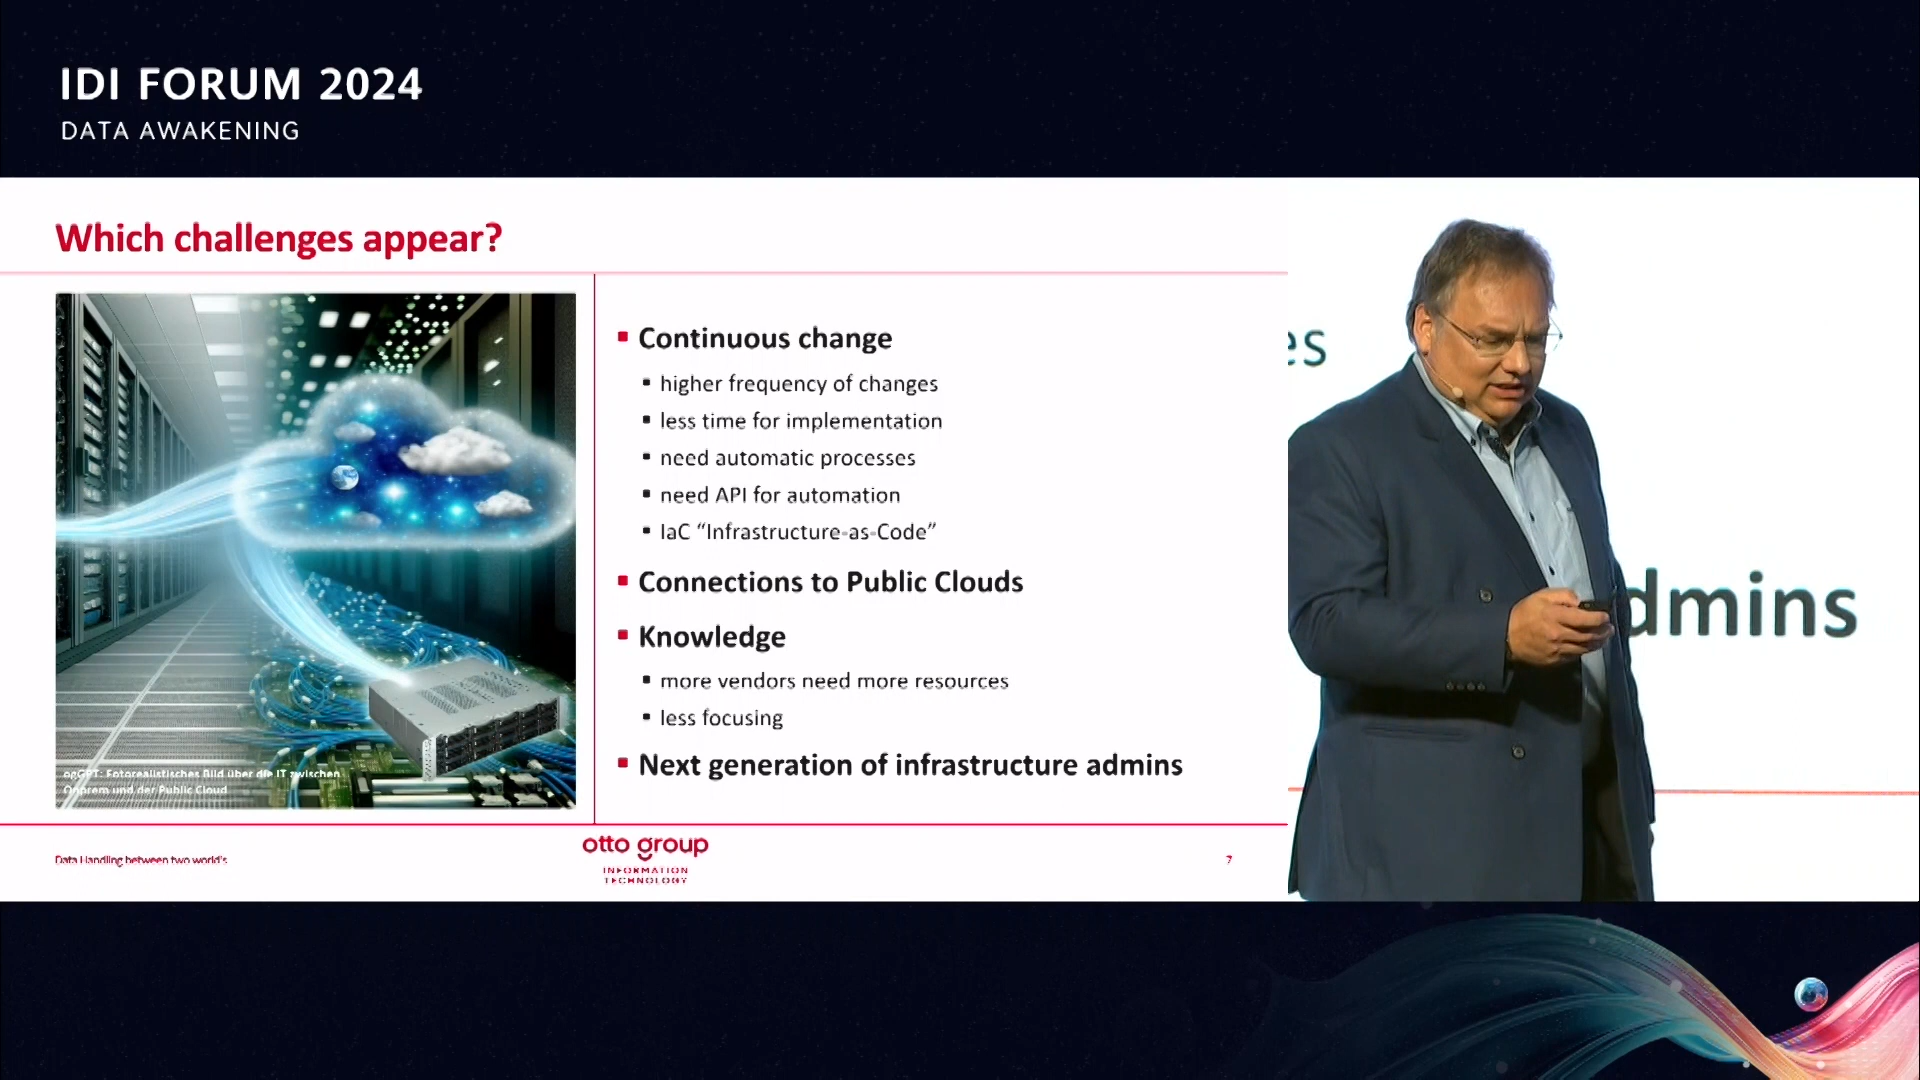 IDI FORUM 2024
DATA AWAKENING
Which challenges appear?
Continuous change
higher frequency of changes
less time for implementation
need automatic processes
need API for automation
IaC “Infrastructure-as-Code”
Connections to Public Clouds
Knowledge
more vendors need more resources
less focusing
Next generation of infrastructure admins
ogGPT: Fotorealistisches Bild über die IT zwischen
Onprem und der Public Cloud
Data Handling between two world's
otto group
INFORMATION
TECHNOLOGY
7
es
dmins